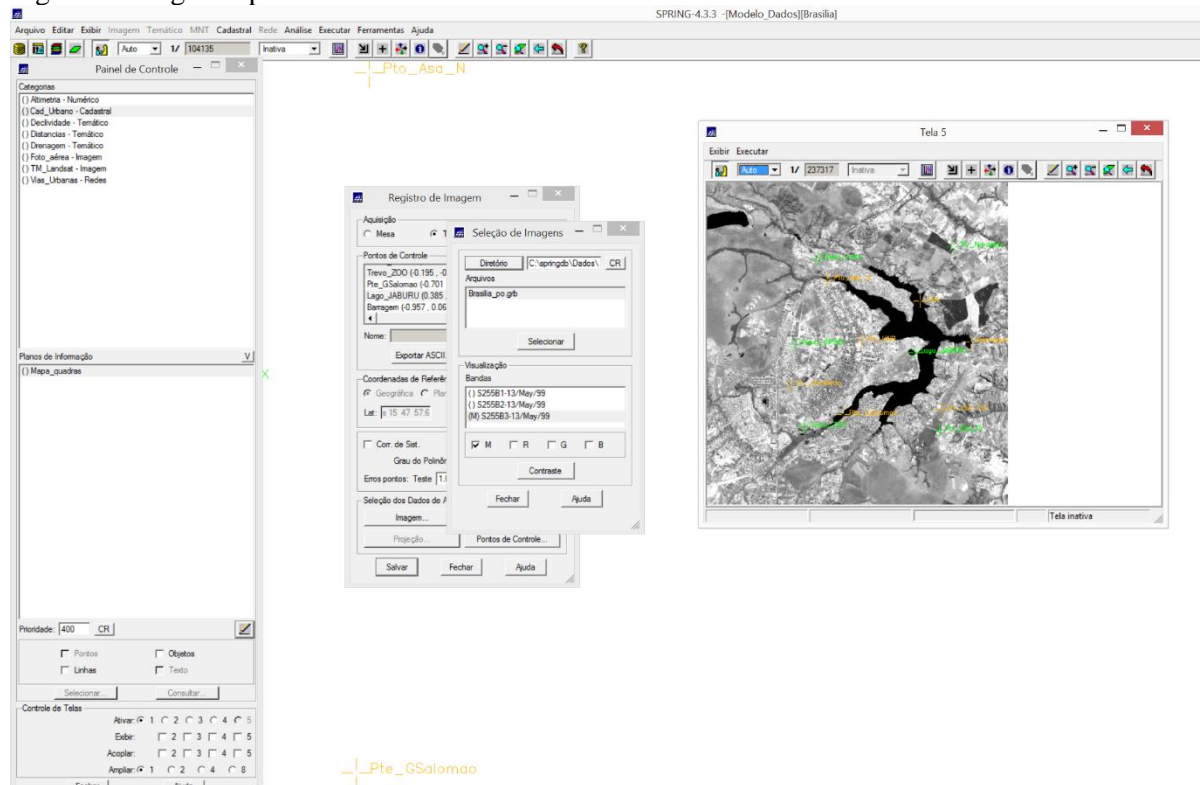 SPRING-4.3.3 -[Modelo_Dados][Brasilia]
Arquivo Editar Exibir Imagem Temático MNT Cadastral Rede Análise Executar Ferramentas Ajuda
Auto 1/ 104135 Inativa
Painel de Controle
Categorias
( ) Altimetria - Numérico
( ) Cad_Urbano - Cadastral
( ) Declividade - Temático
( ) Distancias - Temático
( ) Drenagem - Temático
( ) Foto_aérea - Imagem
( ) TM_Landsat - Imagem
( ) Vias_Urbanas - Redes
Planos de Informação V
( ) Mapa_quadras
Prioridade: 400 CR
Pontos Objetos
Linhas Texto
Selecionar... Consultar...
Controle de Telas
Ativar: 1 2 3 4 5
Exibir: 2 3 4 5
Acoplar: 2 3 4 5
Ampliar: 1 2 4 8
Pto_Asa_N
Pte_GSalomao
Registro de Imagem
Aquisição
Mesa
Pontos de Controle
Trevo_ZOO (-0.195 , -0
Pte_GSalomao (-0.701
Lago_JABURU (0.385 ,
Barragem (-0.957 , 0.06
Nome:
Exportar ASCII.
Coordenadas de Referê
Geográfica Plan
Lat: s 15 47 57.6
Corr. de Sist.
Grau do Polinôr
Erros pontos: Teste 1.0
Seleção dos Dados de A
Imagem...
Projeção... Pontos de Controle...
Salvar Fechar Ajuda
Seleção de Imagens
Diretório C:\springdb\Dados\ CR
Arquivos
Brasilia_po.grb
Selecionar
Visualização
Bandas
( ) S255B1-13/May/99
( ) S255B2-13/May/99
(M) S255B3-13/May/99
M R G B
Contraste
Fechar Ajuda
Tela 5
Exibir Executar
Auto 1/ 237317 Inativa
Tela inativa